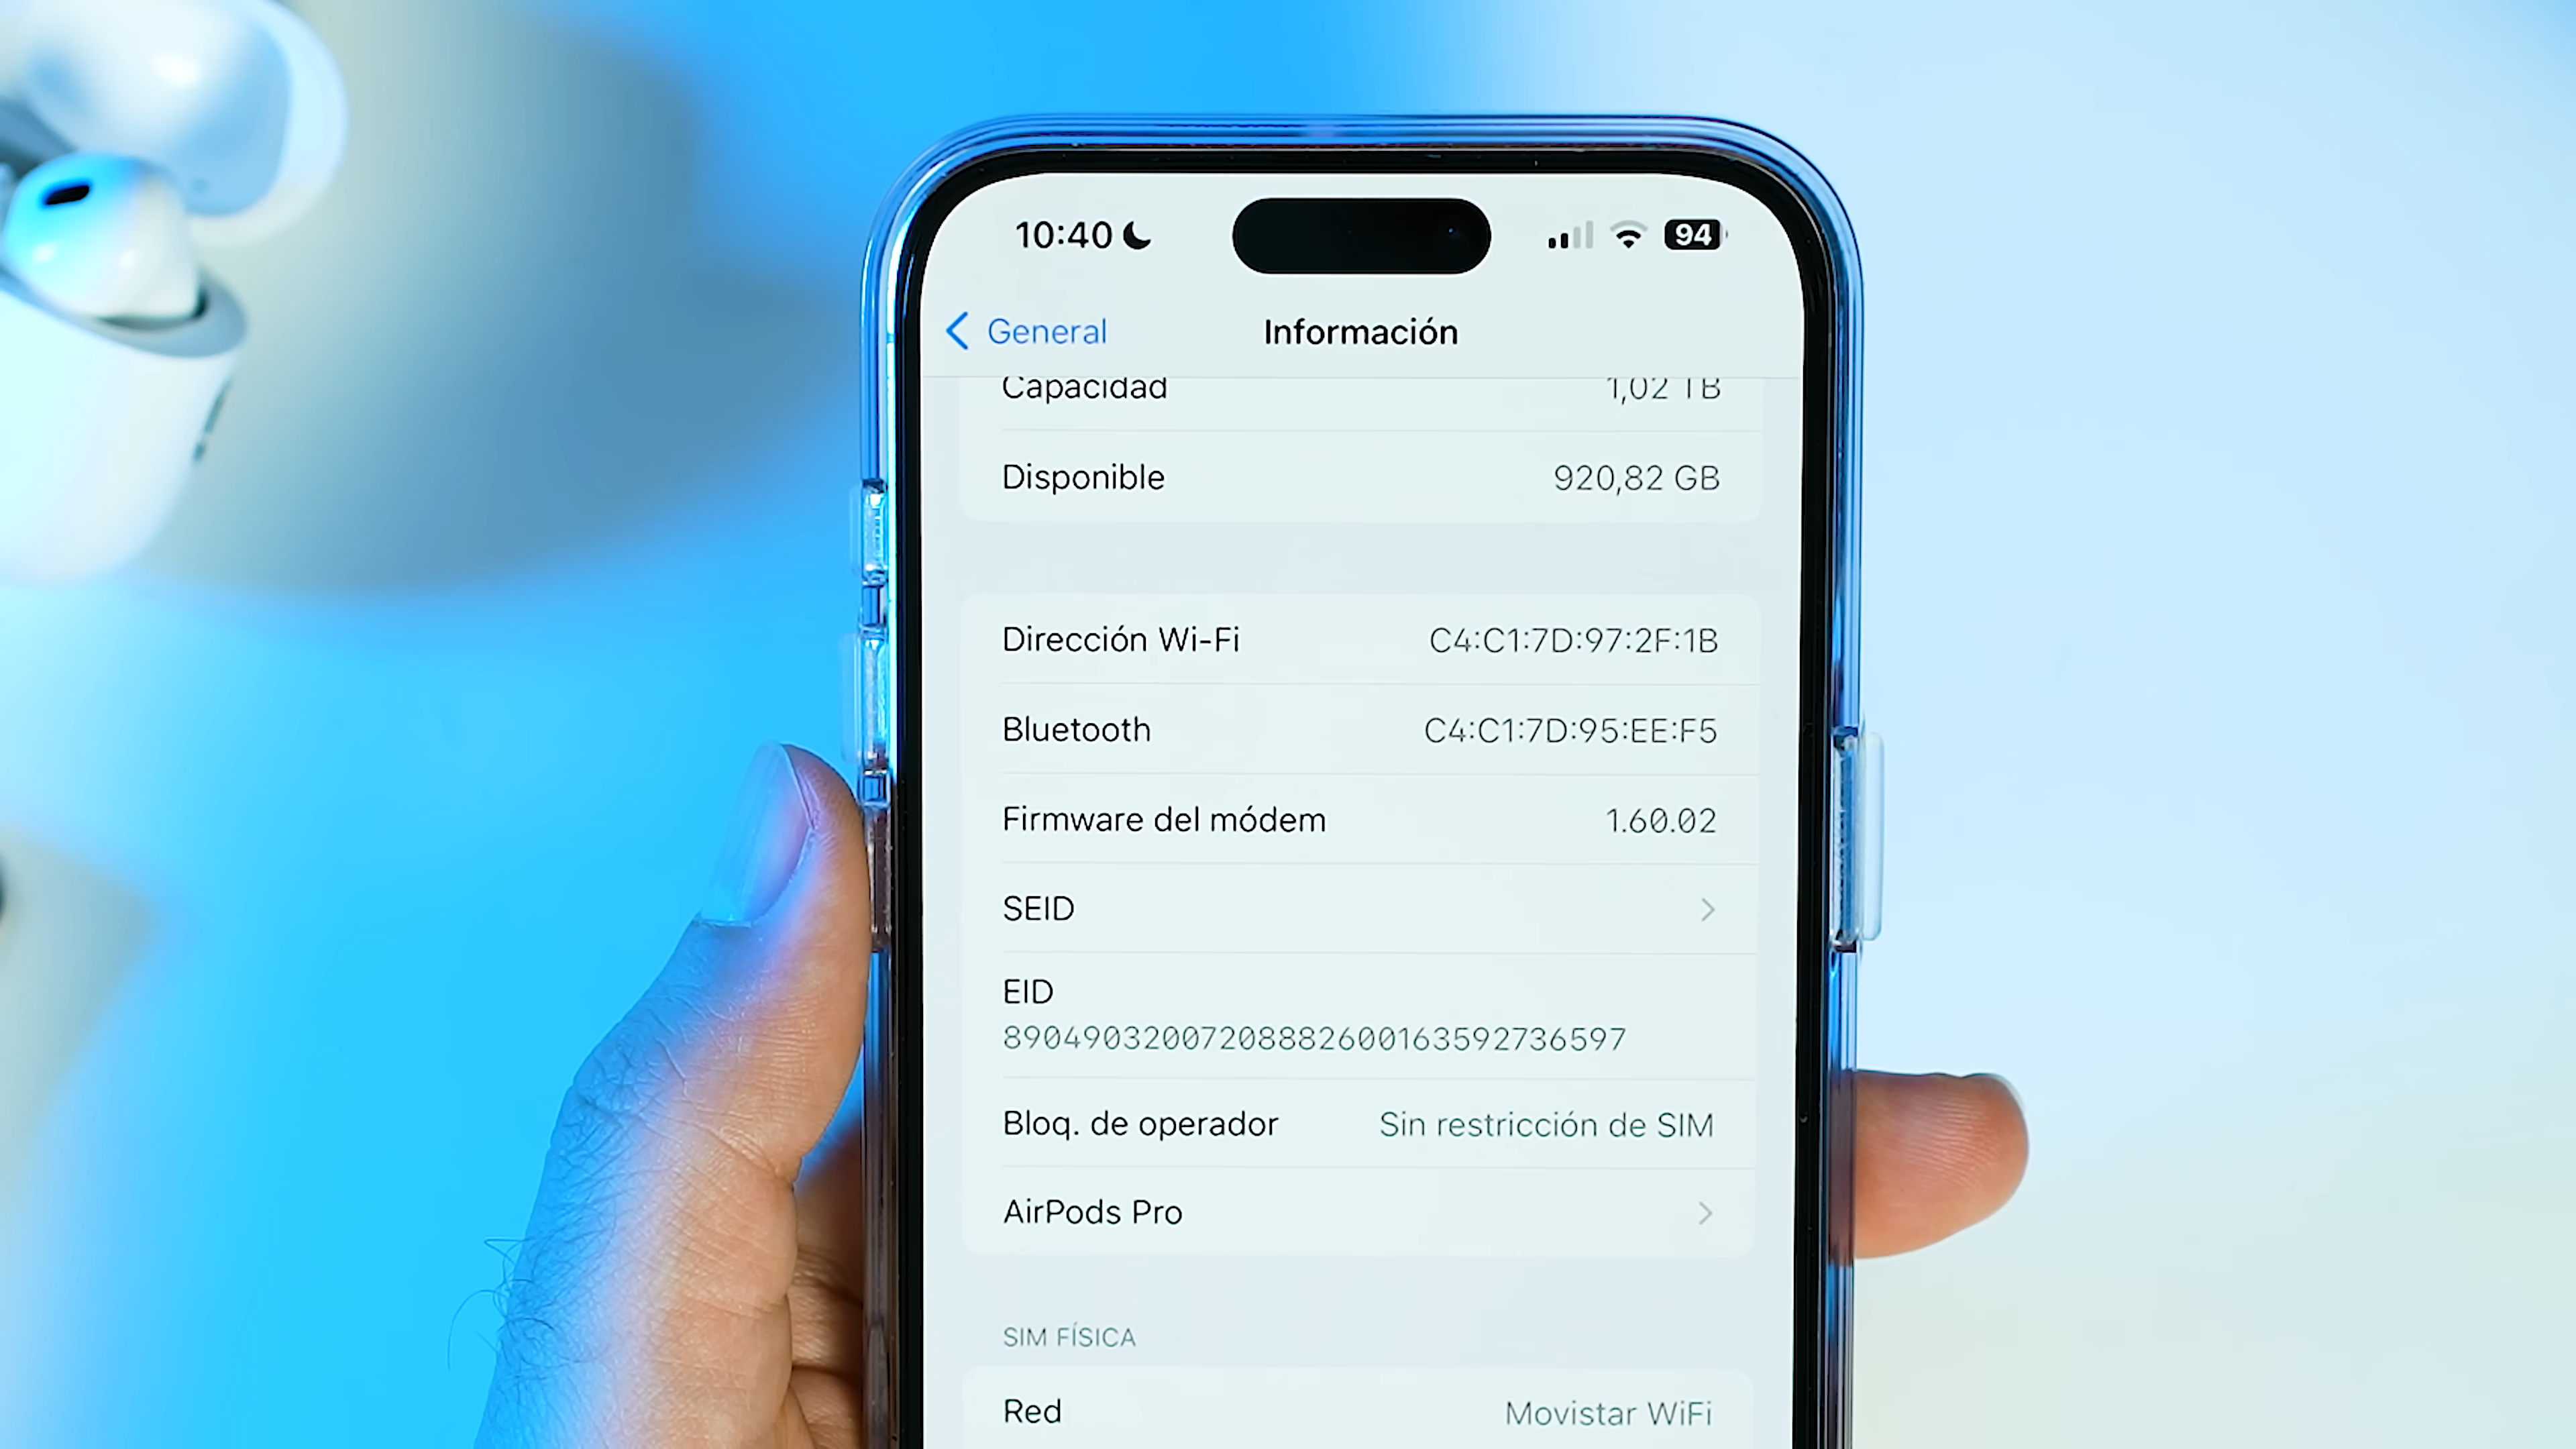 10:40 94
General Información
Capacidad 1,02 TB
Disponible 920,82 GB
Dirección Wi-Fi C4:C1:7D:97:2F:1B
Bluetooth C4:C1:7D:95:EE:F5
Firmware del módem 1.60.02
SEID
EID
89049032007208882600163592736597
Bloq. de operador Sin restricción de SIM
AirPods Pro
SIM FÍSICA
Red Movistar WiFi